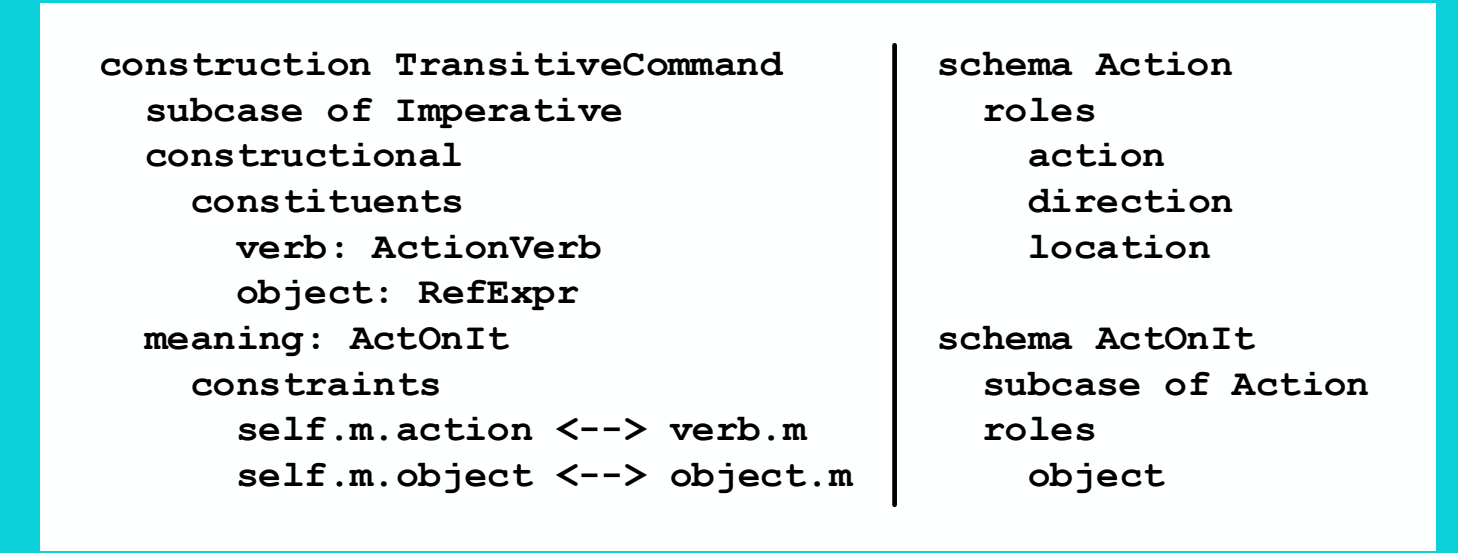 construction TransitiveCommand
subcase of Imperative
constructional
constituents
verb: ActionVerb
object: RefExpr
meaning: ActOnIt
constraints
self.m.action <--> verb.m
self.m.object <--> object.m
schema Action
roles
action
direction
location
schema ActOnIt
subcase of Action
roles
object